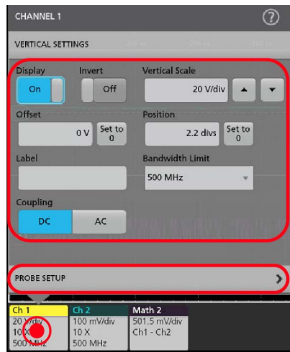 CHANNEL 1 ?
VERTICAL SETTINGS
Display Invert Vertical Scale
On Off 20 V/div
Offset Position
0 V Set to 0 2.2 divs Set to 0
Label Bandwidth Limit
500 MHz
Coupling
DC AC
PROBE SETUP
Ch 1 Ch 2 Math 2
100 mV/div 501.5 mV/div
10 X Ch1 - Ch2
500 MHz 500 MHz